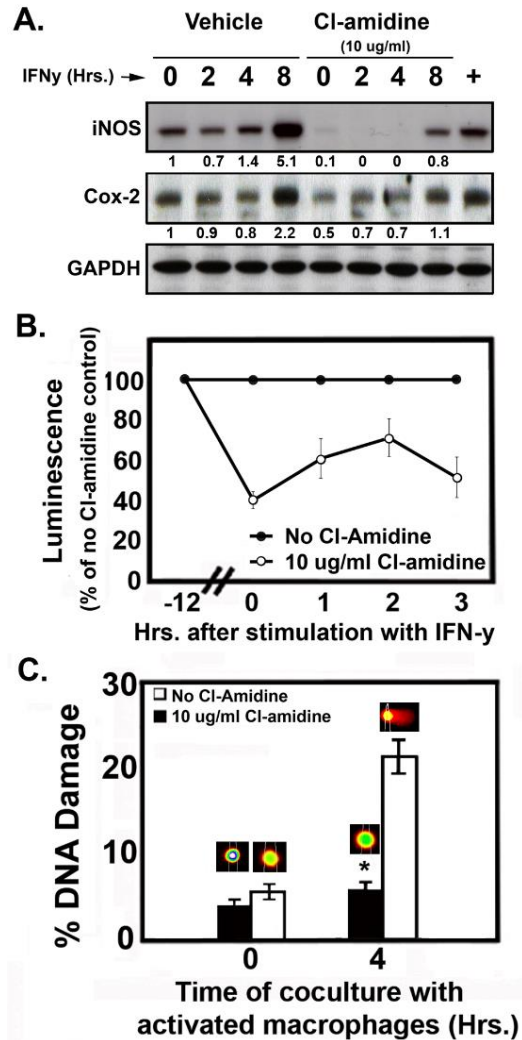 A.
Vehicle Cl-amidine
(10 ug/ml)
IFNy (Hrs.) → 0 2 4 8 0 2 4 8 +
iNOS
1 0.7 1.4 5.1 0.1 0 0 0.8
Cox-2
1 0.9 0.8 2.2 0.5 0.7 0.7 1.1
GAPDH
B.
Luminescence
(% of no Cl-amidine control)
100
80
60
40
20
0
No Cl-Amidine
10 ug/ml Cl-amidine
-12 0 1 2 3
Hrs. after stimulation with IFN-y
C.
% DNA Damage
30
20
10
0
No Cl-Amidine
10 ug/ml Cl-amidine
*
0 4
Time of coculture with
activated macrophages (Hrs.)